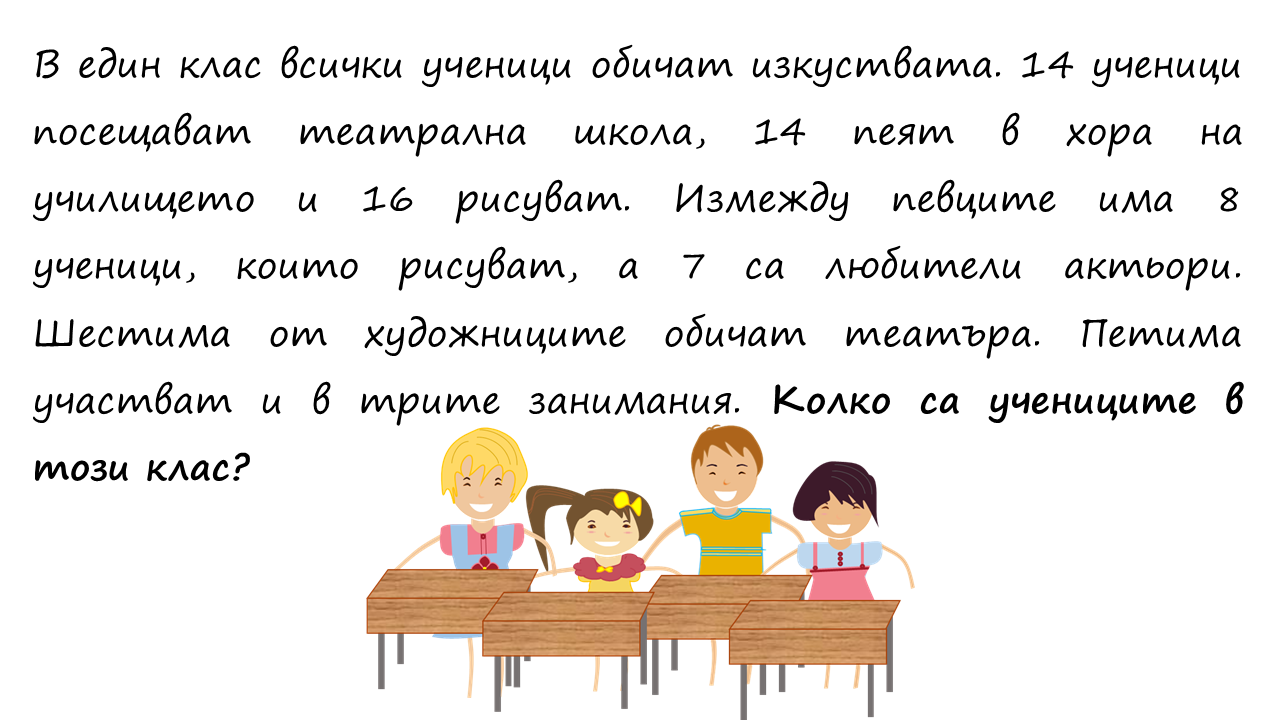 В един клас всички ученици обичат изкуствата. 14 ученици
посещават театрална школа, 14 пеят в хора на
училището и 16 рисуват. Измежду певците има 8
ученици, които рисуват, а 7 са любители актьори.
Шестима от художниците обичат театъра. Петима
участват и в трите занимания. Колко са учениците в
този клас?